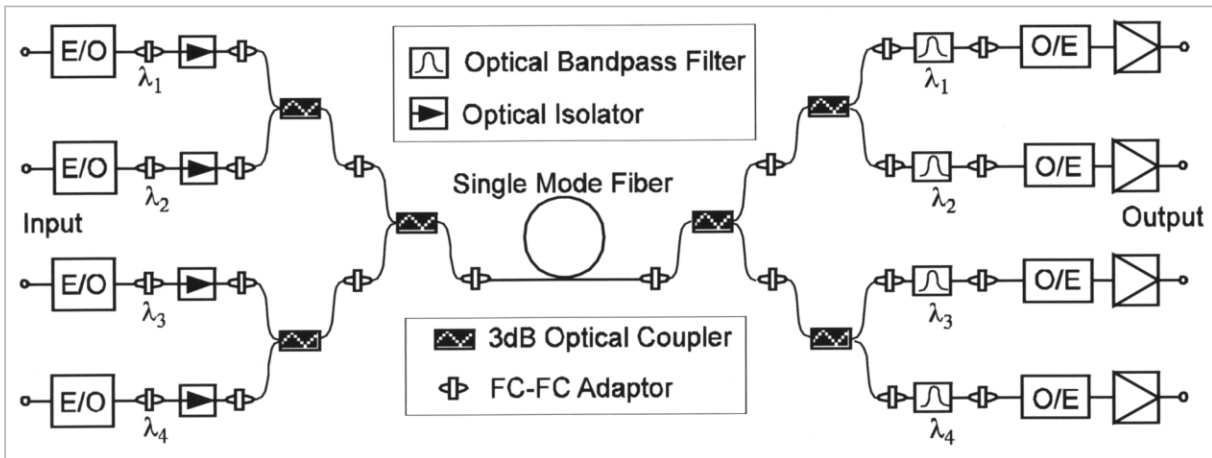 E/O
λ1
Optical Bandpass Filter
Optical Isolator
λ1
O/E
E/O
λ2
Single Mode Fiber
λ2
O/E
Input
Output
E/O
λ3
λ3
O/E
3dB Optical Coupler
FC-FC Adaptor
E/O
λ4
λ4
O/E